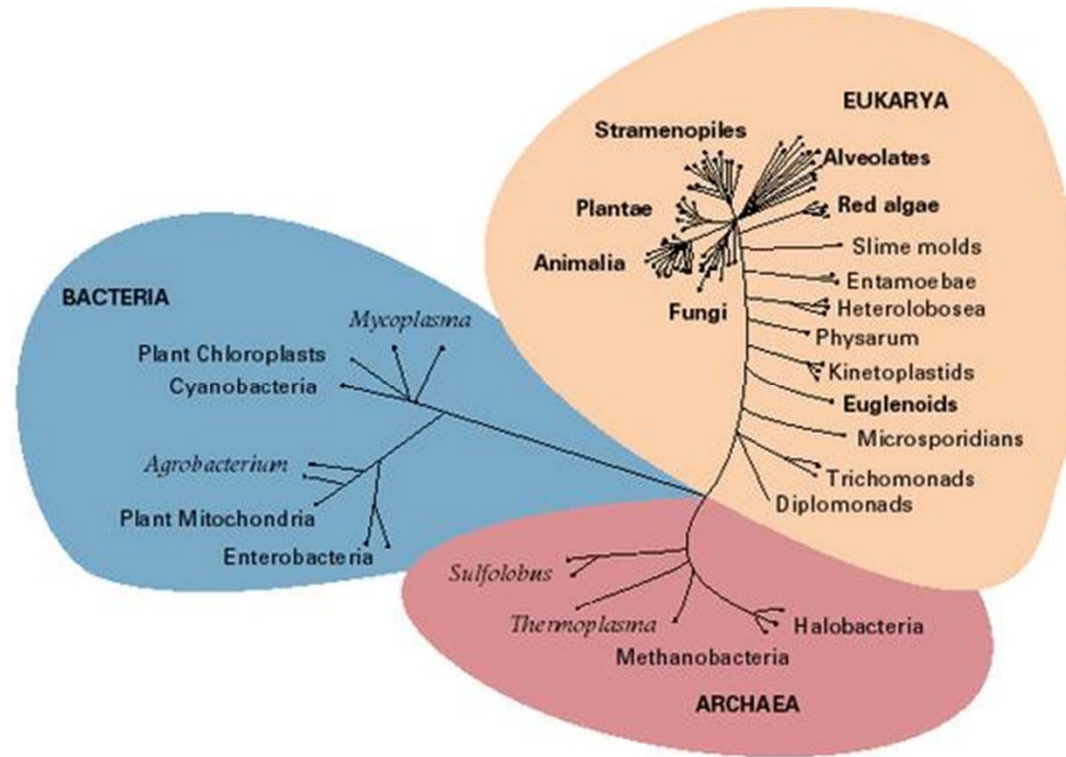 EUKARYA
Stramenopiles
Alveolates
Plantae
Red algae
Slime molds
Animalia
Entamoebae
Heterolobosea
Fungi
Physarum
Kinetoplastids
Euglenoids
Microsporidians
Trichomonads
Diplomonads
BACTERIA
Mycoplasma
Plant Chloroplasts
Cyanobacteria
Agrobacterium
Plant Mitochondria
Enterobacteria
Sulfolobus
Thermoplasma
Halobacteria
Methanobacteria
ARCHAEA